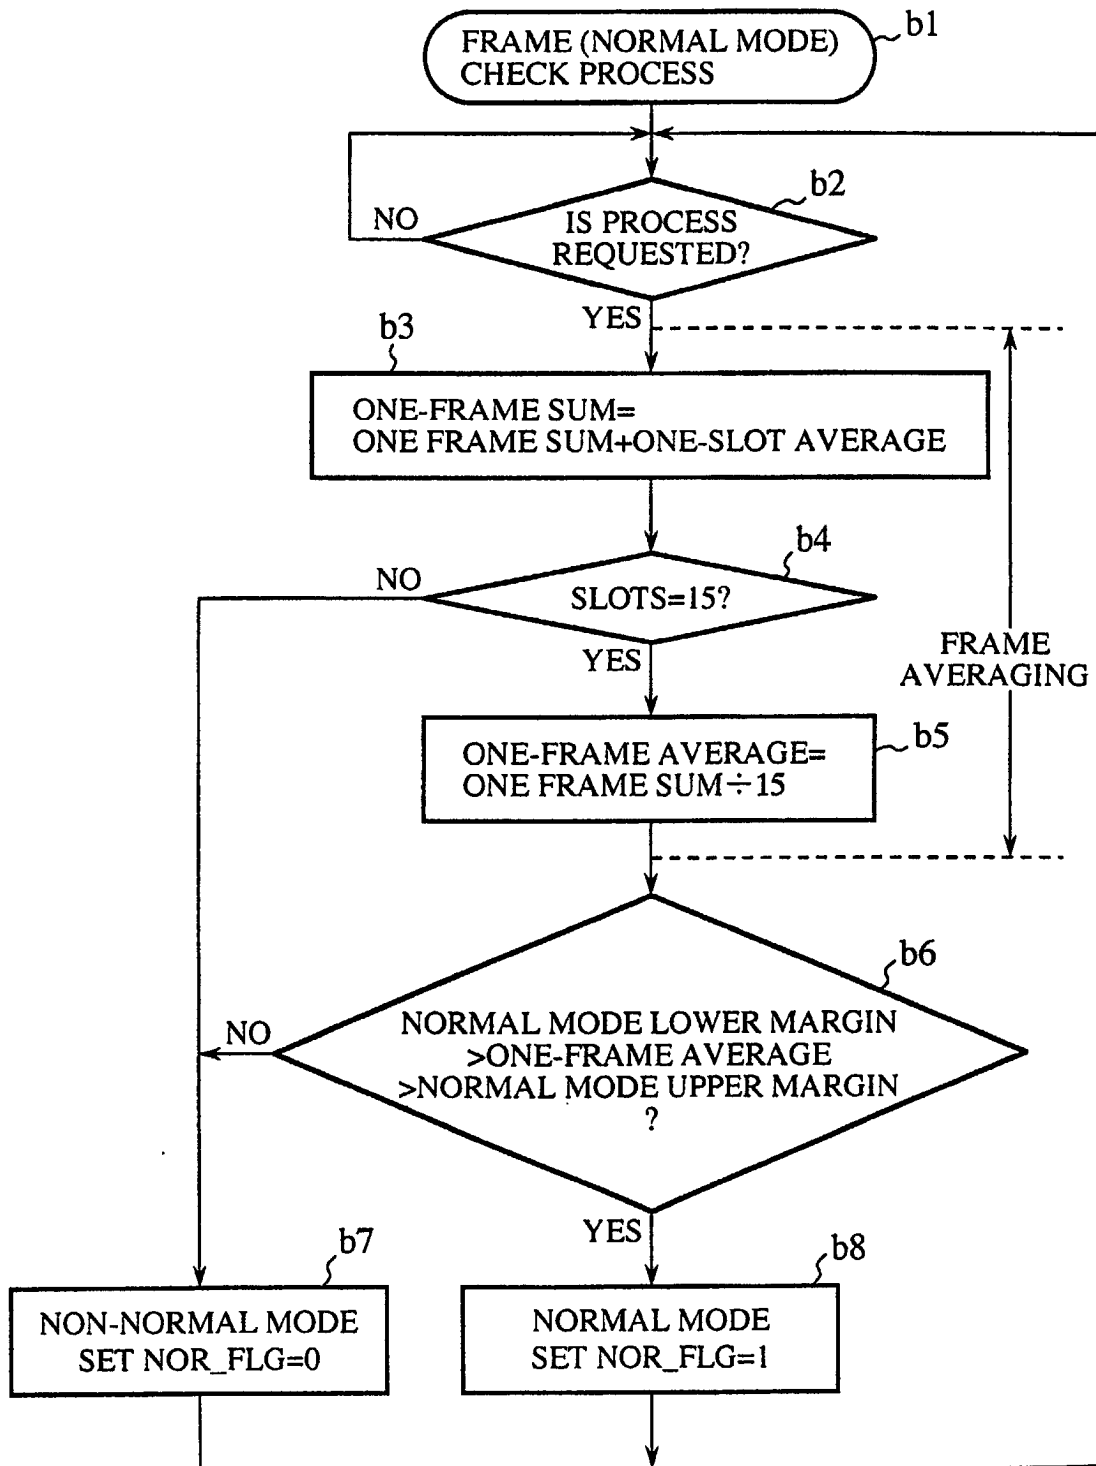 FRAME (NORMAL MODE)
CHECK PROCESS
b1
b2
IS PROCESS
REQUESTED?
NO
YES
b3
ONE-FRAME SUM=
ONE FRAME SUM+ONE-SLOT AVERAGE
b4
SLOTS=15?
NO
YES
FRAME
AVERAGING
b5
ONE-FRAME AVERAGE=
ONE FRAME SUM÷15
b6
NORMAL MODE LOWER MARGIN
>ONE-FRAME AVERAGE
>NORMAL MODE UPPER MARGIN
?
NO
YES
b7
NON-NORMAL MODE
SET NOR_FLG=0
b8
NORMAL MODE
SET NOR_FLG=1